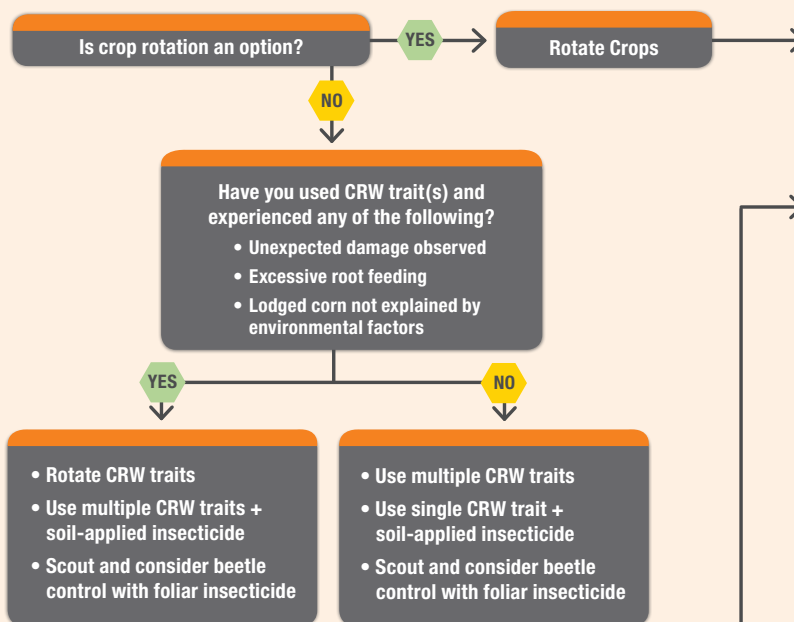 Is crop rotation an option?
YES
Rotate Crops
NO
Have you used CRW trait(s) and
experienced any of the following?
• Unexpected damage observed
• Excessive root feeding
• Lodged corn not explained by
environmental factors
YES
NO
• Rotate CRW traits
• Use multiple CRW traits +
soil-applied insecticide
• Scout and consider beetle
control with foliar insecticide
• Use multiple CRW traits
• Use single CRW trait +
soil-applied insecticide
• Scout and consider beetle
control with foliar insecticide